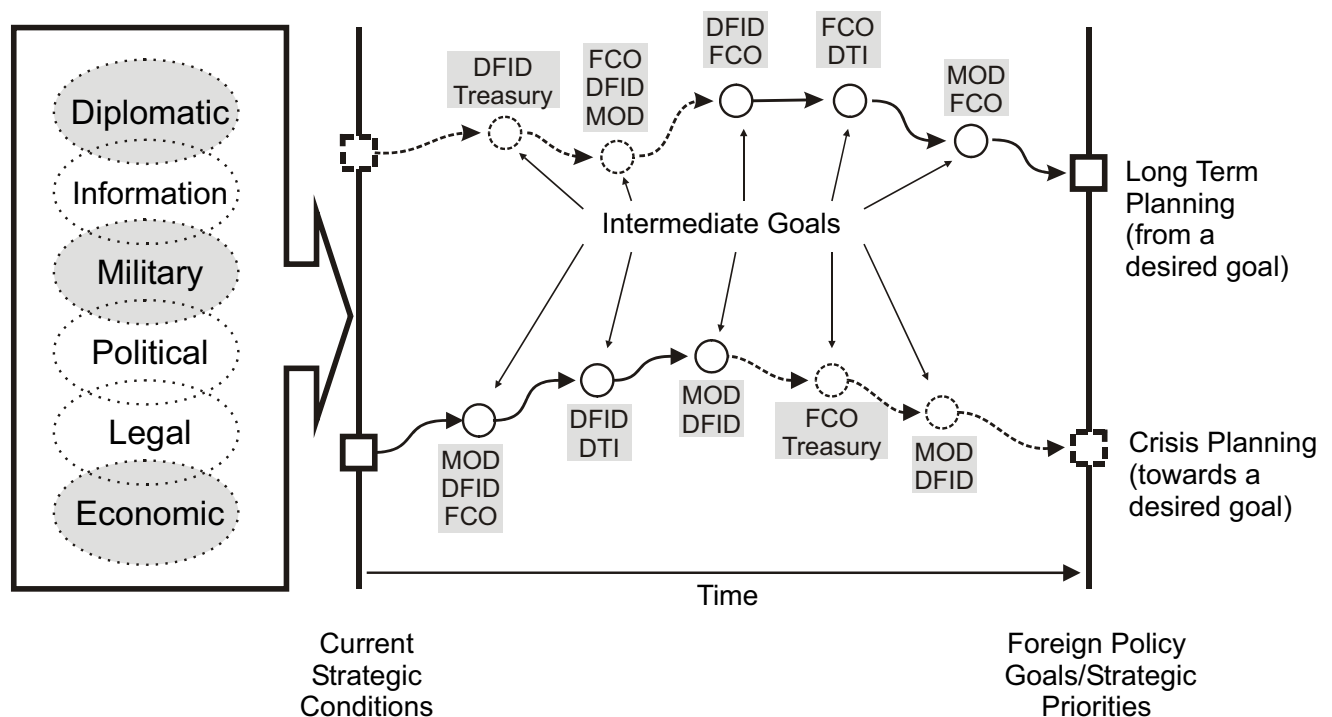 Diplomatic
Information
Military
Political
Legal
Economic
DFID
Treasury
FCO
DFID
MOD
DFID
FCO
FCO
DTI
MOD
FCO
Intermediate Goals
Long Term
Planning
(from a
desired goal)
MOD
DFID
FCO
DFID
DTI
MOD
DFID
FCO
Treasury
MOD
DFID
Crisis Planning
(towards a
desired goal)
Time
Current
Strategic
Conditions
Foreign Policy
Goals/Strategic
Priorities